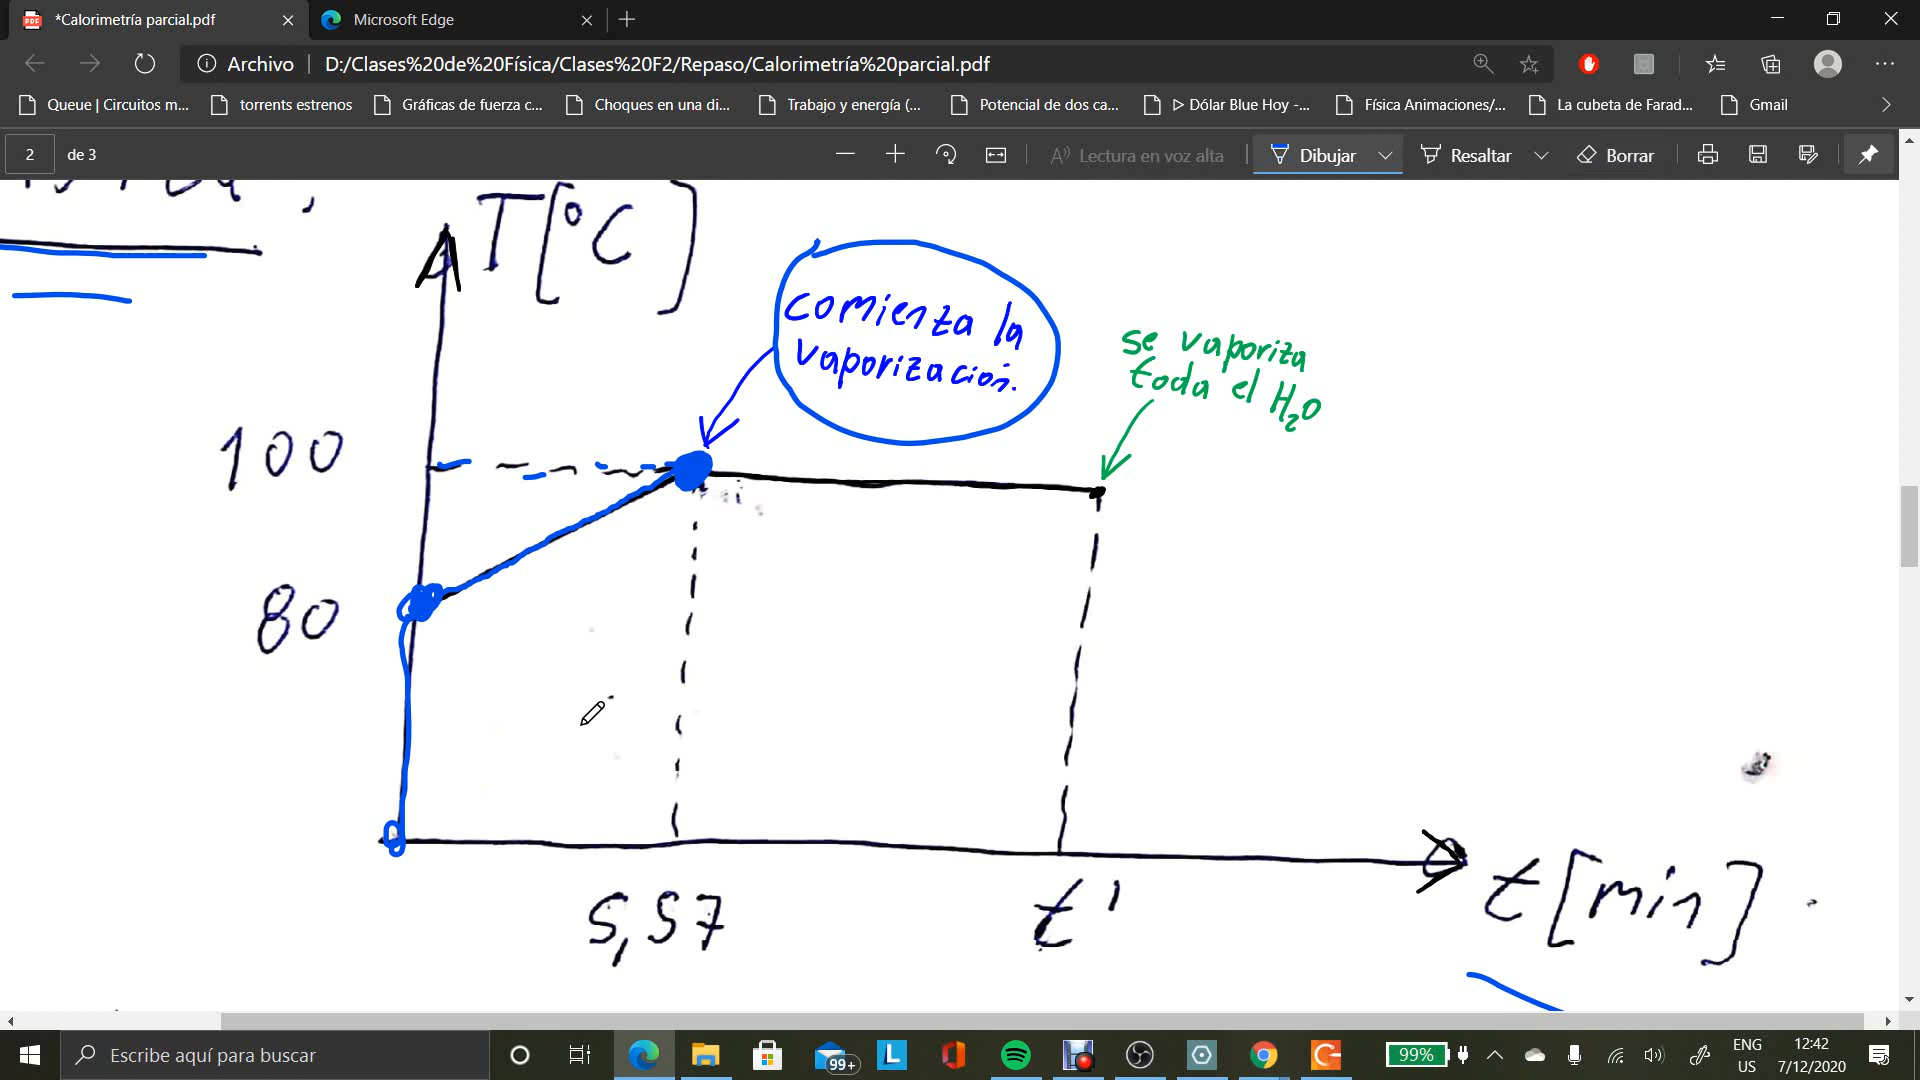 *Calorimetría parcial.pdf
Microsoft Edge
Archivo
D:/Clases%20de%20Física/Clases%20F2/Repaso/Calorimetría%20parcial.pdf
Queue | Circuitos m...
torrents estrenos
Gráficas de fuerza c...
Choques en una di...
Trabajo y energía (...
Potencial de dos ca...
ᐅ Dólar Blue Hoy -...
Física Animaciones/...
La cubeta de Farad...
Gmail
2 de 3
Lectura en voz alta
Dibujar
Resaltar
Borrar
T[°C]
comienza la
vaporización.
se vaporiza
toda el H₂O
100
80
5,57
t'
t[min]
Escribe aquí para buscar
99+
L
99%
ENG
US
12:42
7/12/2020